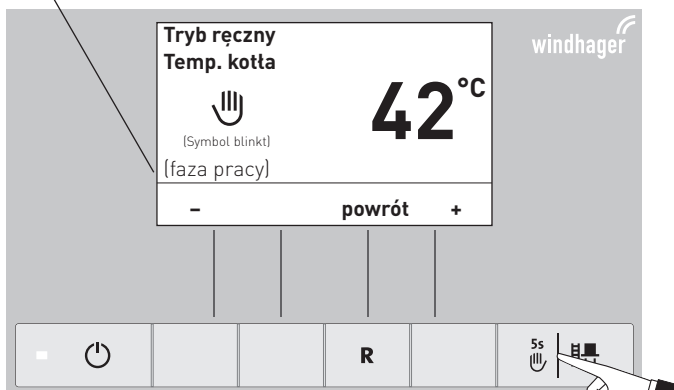 Tryb ręczny
Temp. kotła
windhager
42°C
(Symbol blinkt)
(faza pracy)
– powrót +
R
5s